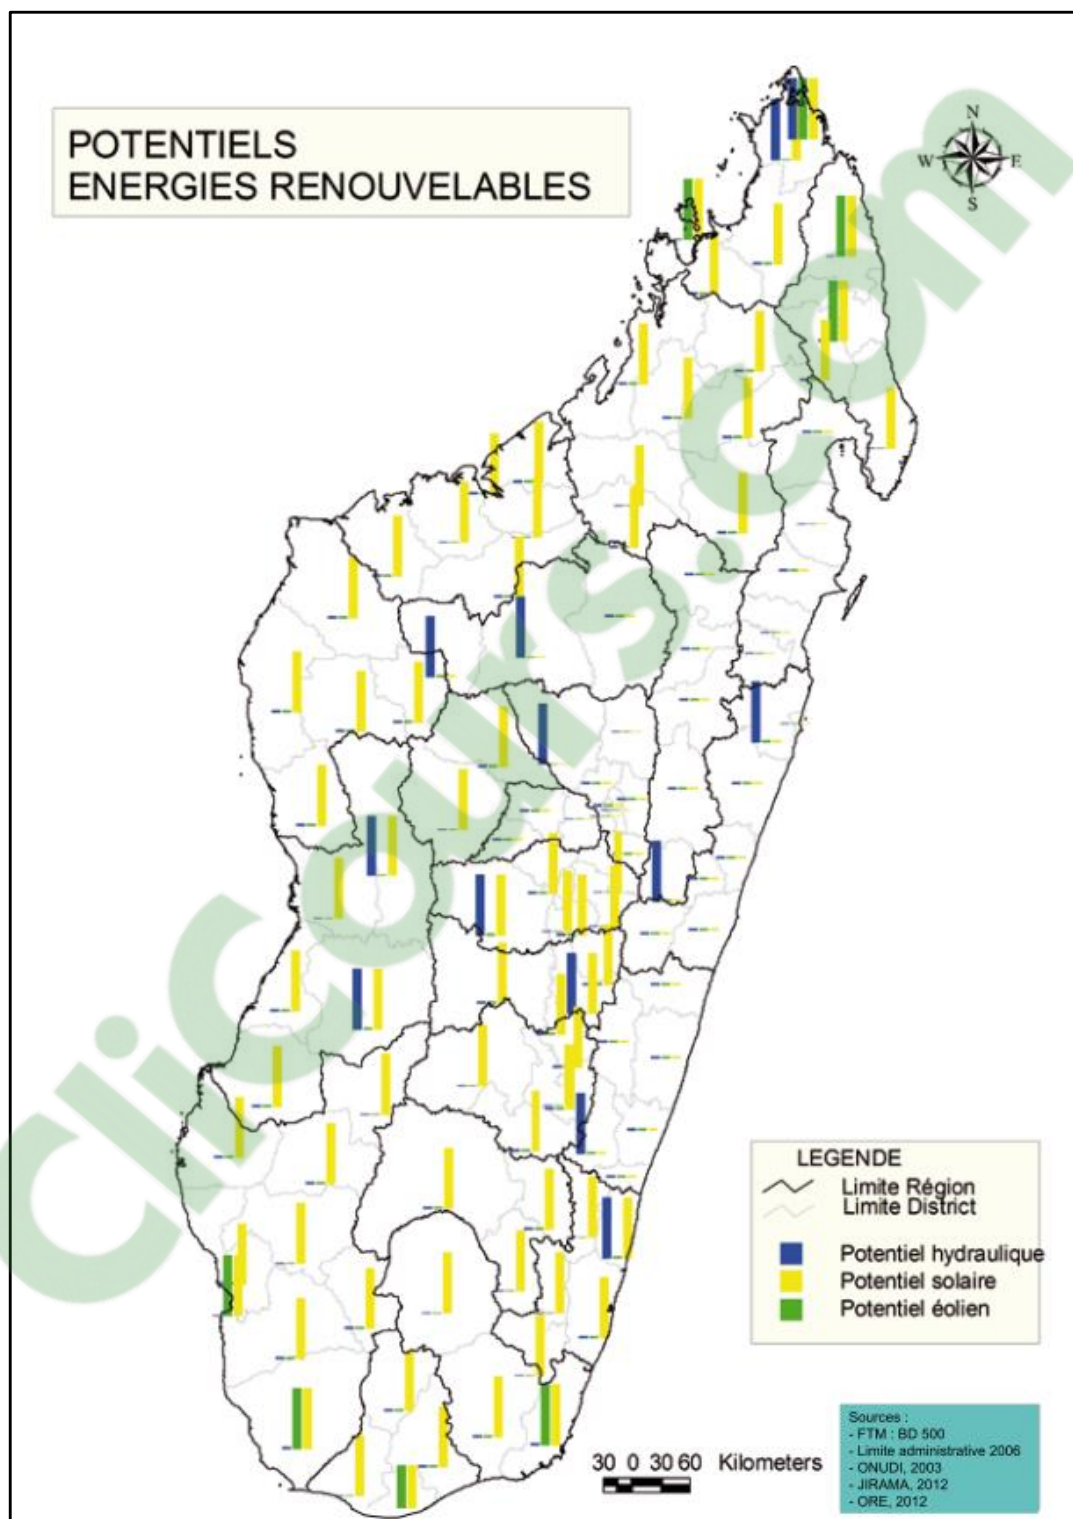 POTENTIELS
ENERGIES RENOUVELABLES
N
W
E
S
LEGENDE
Limite Région
Limite District
Potentiel hydraulique
Potentiel solaire
Potentiel éolien
30 0 30 60 Kilometers
Sources :
- FTM : BD 500
- Limite administrative 2006
- ONUDI, 2003
- JIRAMA, 2012
- ORE, 2012
Clicours.com